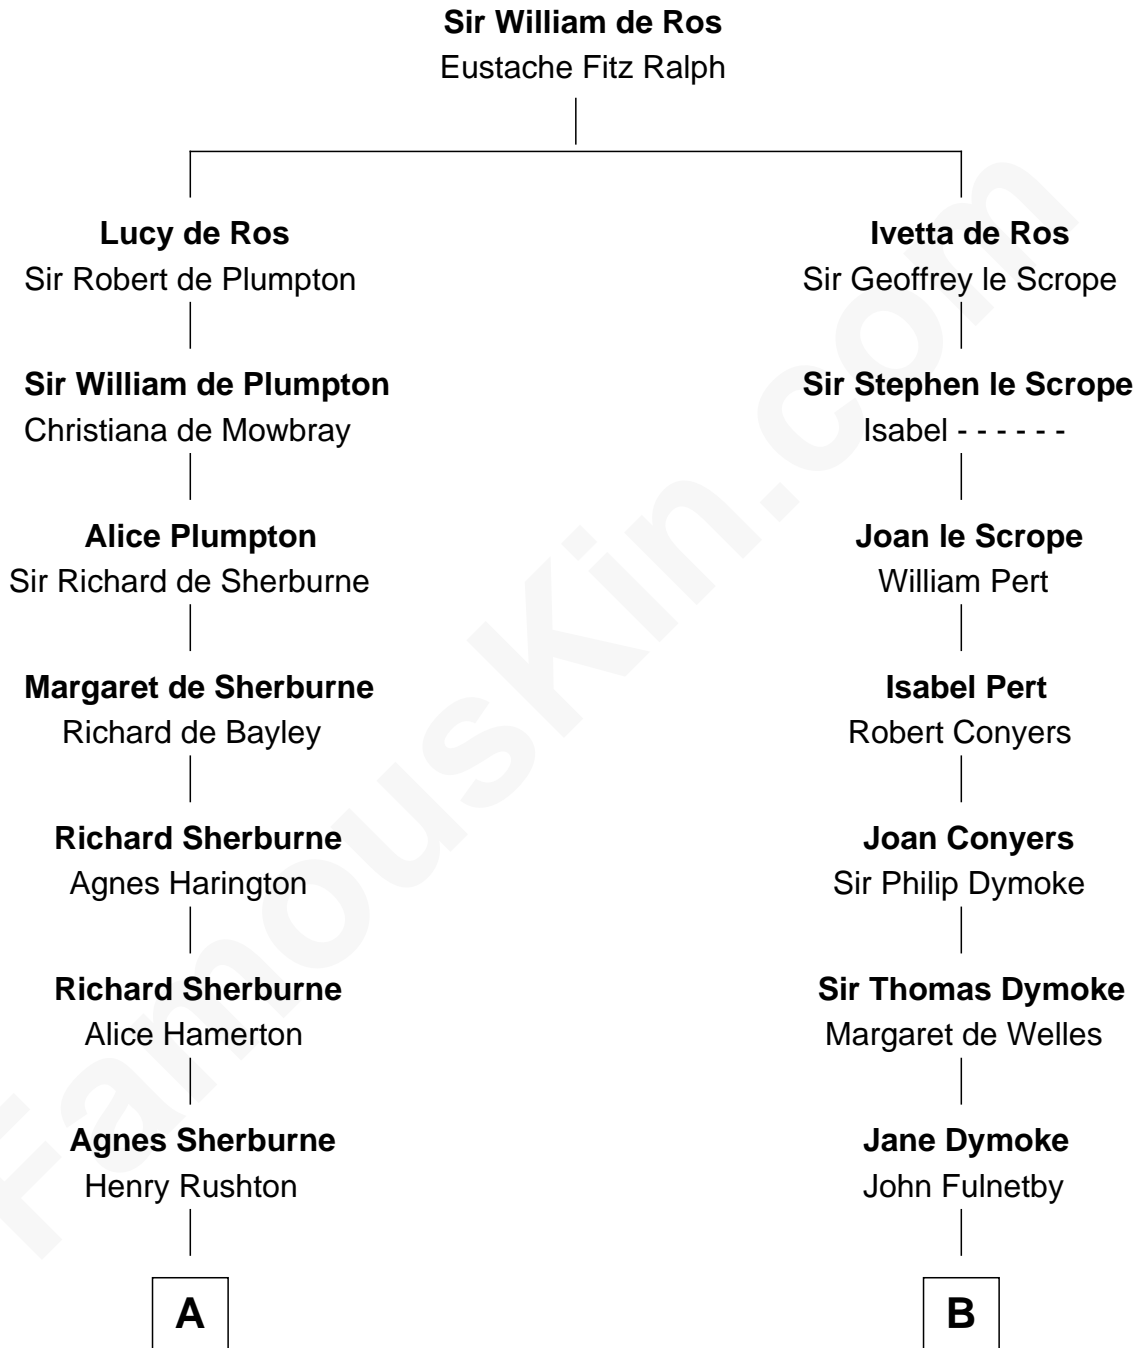 Sir William de Ros
Eustache Fitz Ralph
Lucy de Ros
Sir Robert de Plumpton
Ivetta de Ros
Sir Geoffrey le Scrope
Sir William de Plumpton
Christiana de Mowbray
Sir Stephen le Scrope
Isabel - - - - - -
Alice Plumpton
Sir Richard de Sherburne
Joan le Scrope
William Pert
Margaret de Sherburne
Richard de Bayley
Isabel Pert
Robert Conyers
Richard Sherburne
Agnes Harington
Joan Conyers
Sir Philip Dymoke
Richard Sherburne
Alice Hamerton
Sir Thomas Dymoke
Margaret de Welles
Agnes Sherburne
Henry Rushton
Jane Dymoke
John Fulnetby
A
B
FamousKin.com